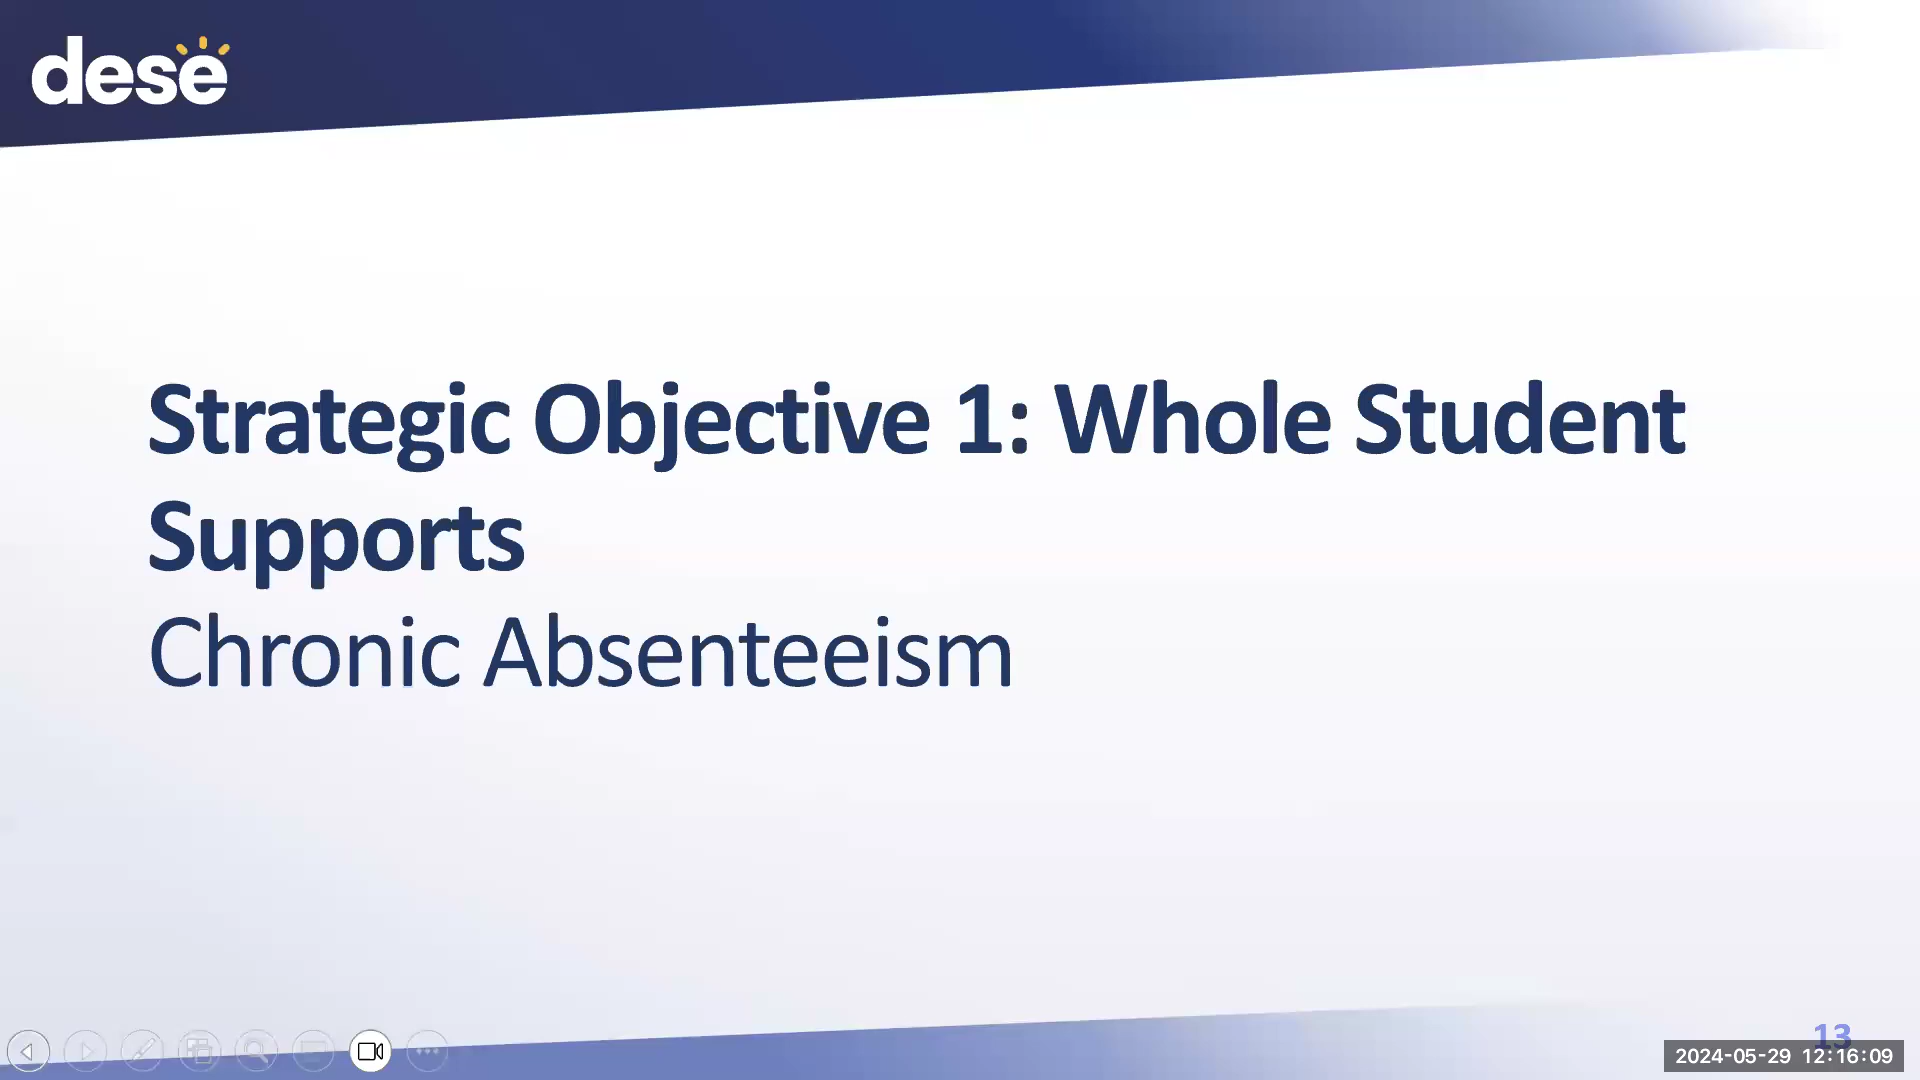 dese
Strategic Objective 1: Whole Student
Supports
Chronic Absenteeism
13
2024-05-29 12:16:09